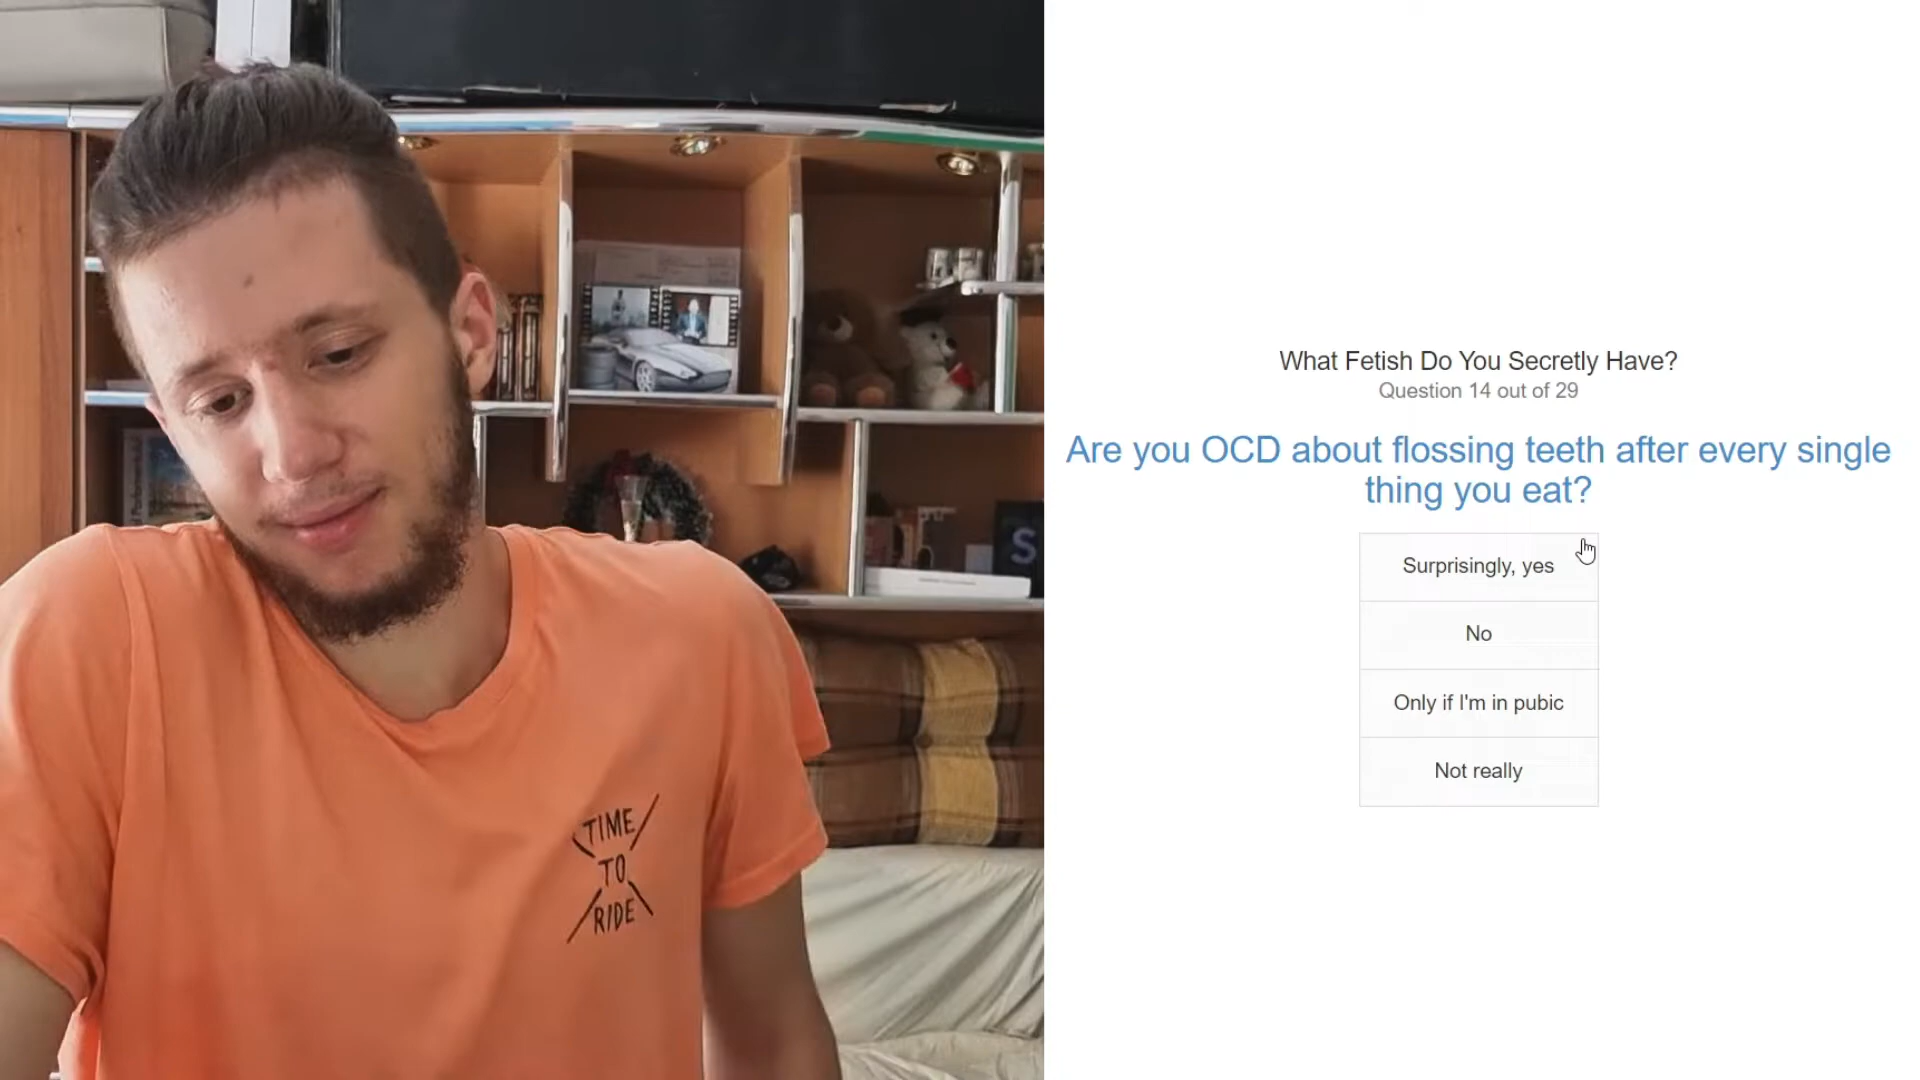 TIME
TO
RIDE
S
What Fetish Do You Secretly Have?
Question 14 out of 29
Are you OCD about flossing teeth after every single
thing you eat?
Surprisingly, yes
No
Only if I'm in pubic
Not really